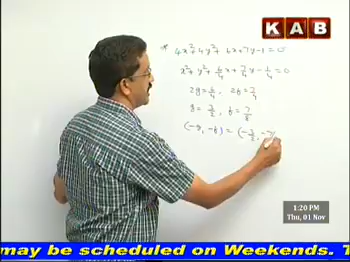 KAB
4x²+4y²+6x+7y-1=0
x²+y²+6/4x+7/4y-1/4=0
2g=6/4 2f=7/4
g=3/4, f=7/8
(-g, -f) = (-3/4, -7/
1:20 PM
Thu, 01 Nov
may be scheduled on Weekends. T